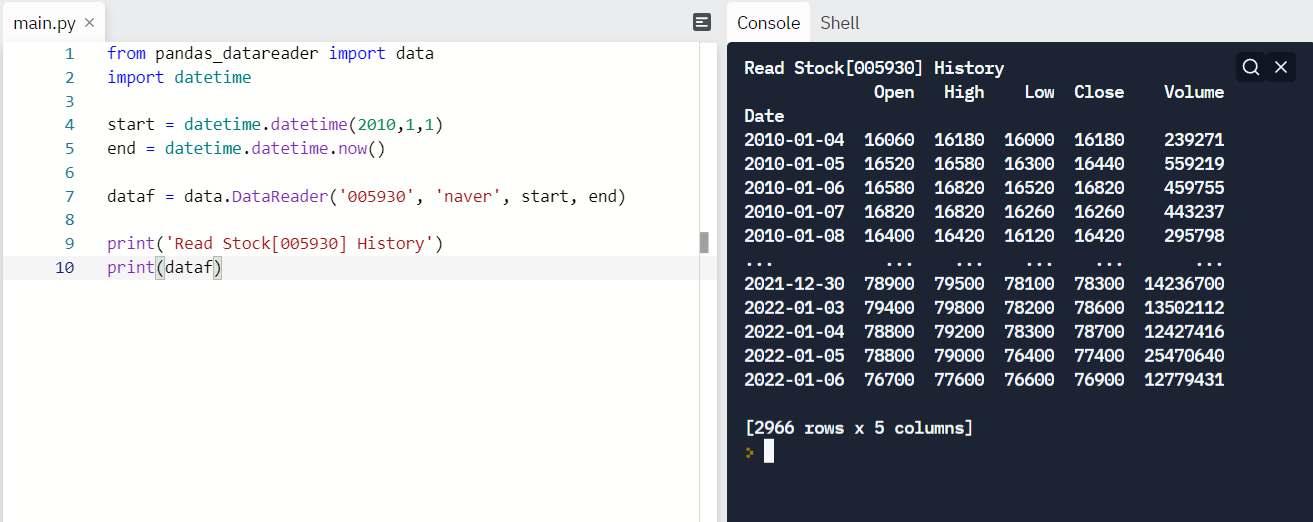 main.py ×
1 from pandas_datareader import data
2 import datetime
3
4 start = datetime.datetime(2010,1,1)
5 end = datetime.datetime.now()
6
7 dataf = data.DataReader('005930', 'naver', start, end)
8
9 print('Read Stock[005930] History')
10 print(dataf)
Console Shell
Read Stock[005930] History
Open High Low Close Volume
Date
2010-01-04 16060 16180 16000 16180 239271
2010-01-05 16520 16580 16300 16440 559219
2010-01-06 16580 16820 16520 16820 459755
2010-01-07 16820 16820 16260 16260 443237
2010-01-08 16400 16420 16120 16420 295798
... ... ... ... ... ...
2021-12-30 78900 79500 78100 78300 14236700
2022-01-03 79400 79800 78200 78600 13502112
2022-01-04 78800 79200 78300 78700 12427416
2022-01-05 78800 79000 76400 77400 25470640
2022-01-06 76700 77600 76600 76900 12779431
[2966 rows x 5 columns]
>